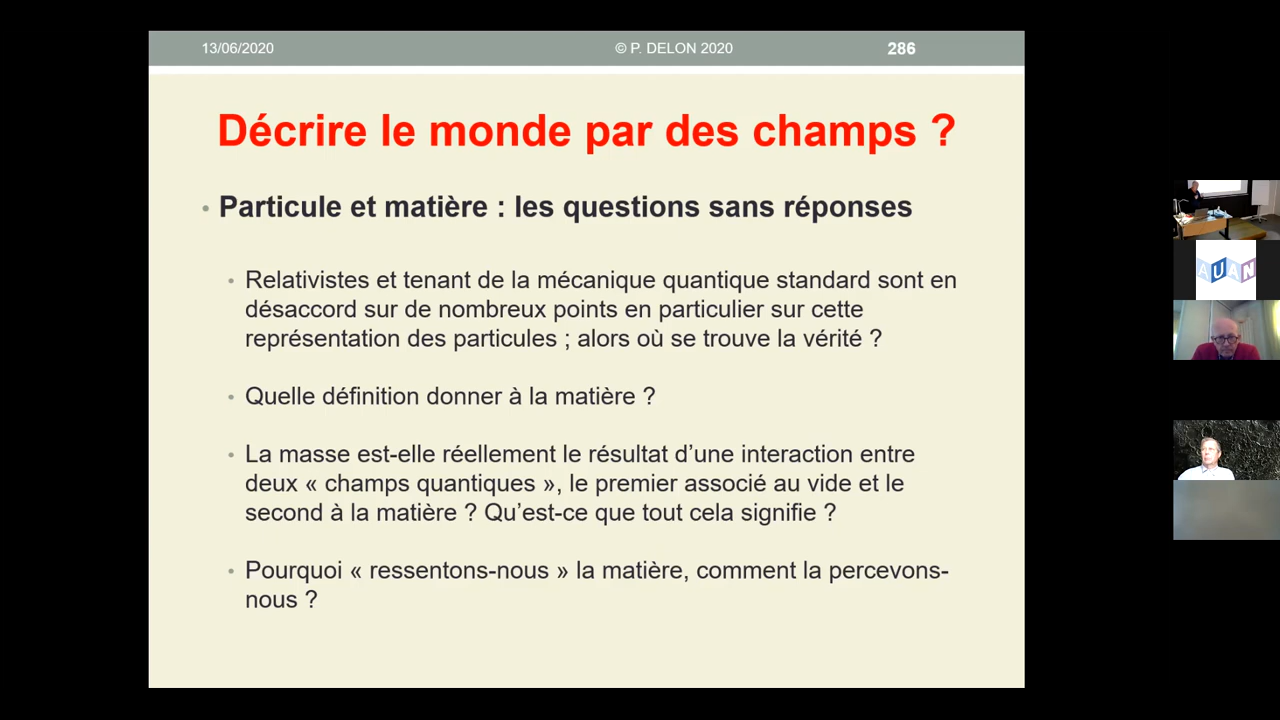 13/06/2020
© P. DELON 2020
286
Décrire le monde par des champs ?
• Particule et matière : les questions sans réponses
• Relativistes et tenant de la mécanique quantique standard sont en
désaccord sur de nombreux points en particulier sur cette
représentation des particules ; alors où se trouve la vérité ?
• Quelle définition donner à la matière ?
• La masse est-elle réellement le résultat d’une interaction entre
deux « champs quantiques », le premier associé au vide et le
second à la matière ? Qu’est-ce que tout cela signifie ?
• Pourquoi « ressentons-nous » la matière, comment la percevons-
nous ?
AUAN